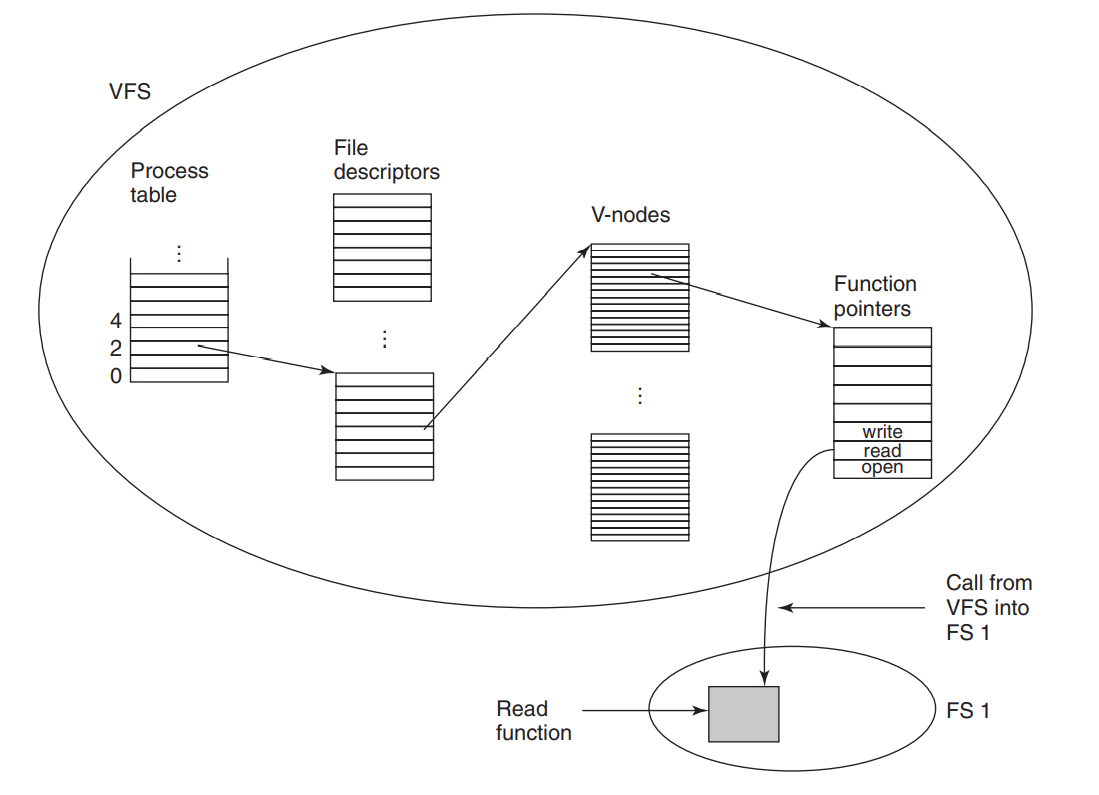 VFS
Process
table
⋮
4
2
0
File
descriptors
⋮
V-nodes
⋮
Function
pointers
write
read
open
Call from
VFS into
FS 1
Read
function
FS 1